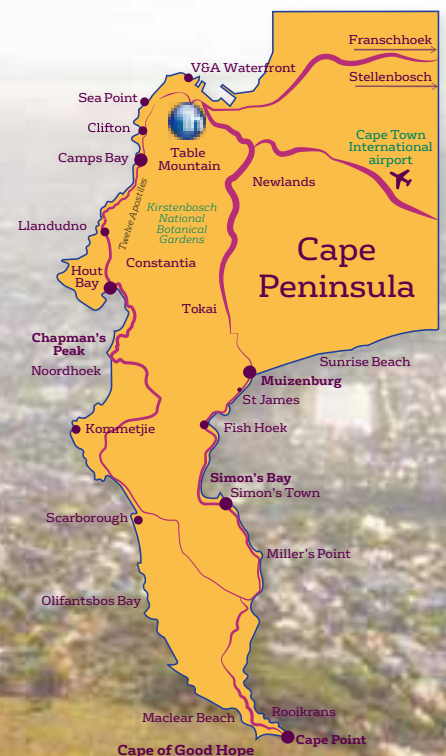 Franschhoek
V&A Waterfront
Stellenbosch
Sea Point
Clifton
Cape Town
International
airport
Camps Bay
Table
Mountain
Newlands
Twelve Apostiles
Kirstenbosch
National
Botanical
Gardens
Llandudno
Constantia
Cape
Peninsula
Hout
Bay
Tokai
Chapman's
Peak
Noordhoek
Sunrise Beach
Muizenburg
St James
Kommetjie
Fish Hoek
Simon's Bay
Simon's Town
Scarborough
Miller's Point
Olifantsbos Bay
Maclear Beach
Rooikrans
Cape Point
Cape of Good Hope